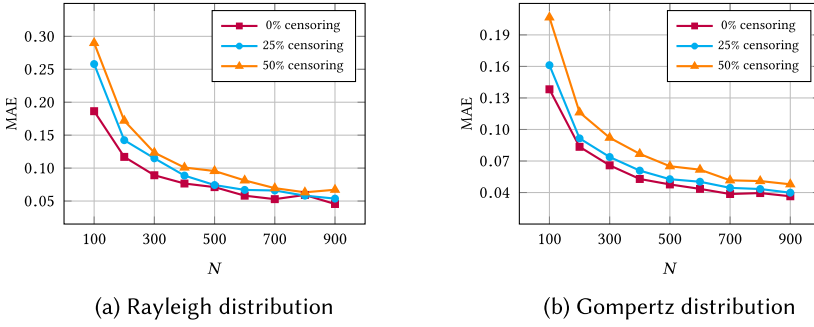 0% censoring
25% censoring
50% censoring
0.30
0.25
0.20
0.15
0.10
0.05
MAE
100
300
500
700
900
N
(a) Rayleigh distribution
0% censoring
25% censoring
50% censoring
0.19
0.16
0.13
0.10
0.07
0.04
MAE
100
300
500
700
900
N
(b) Gompertz distribution